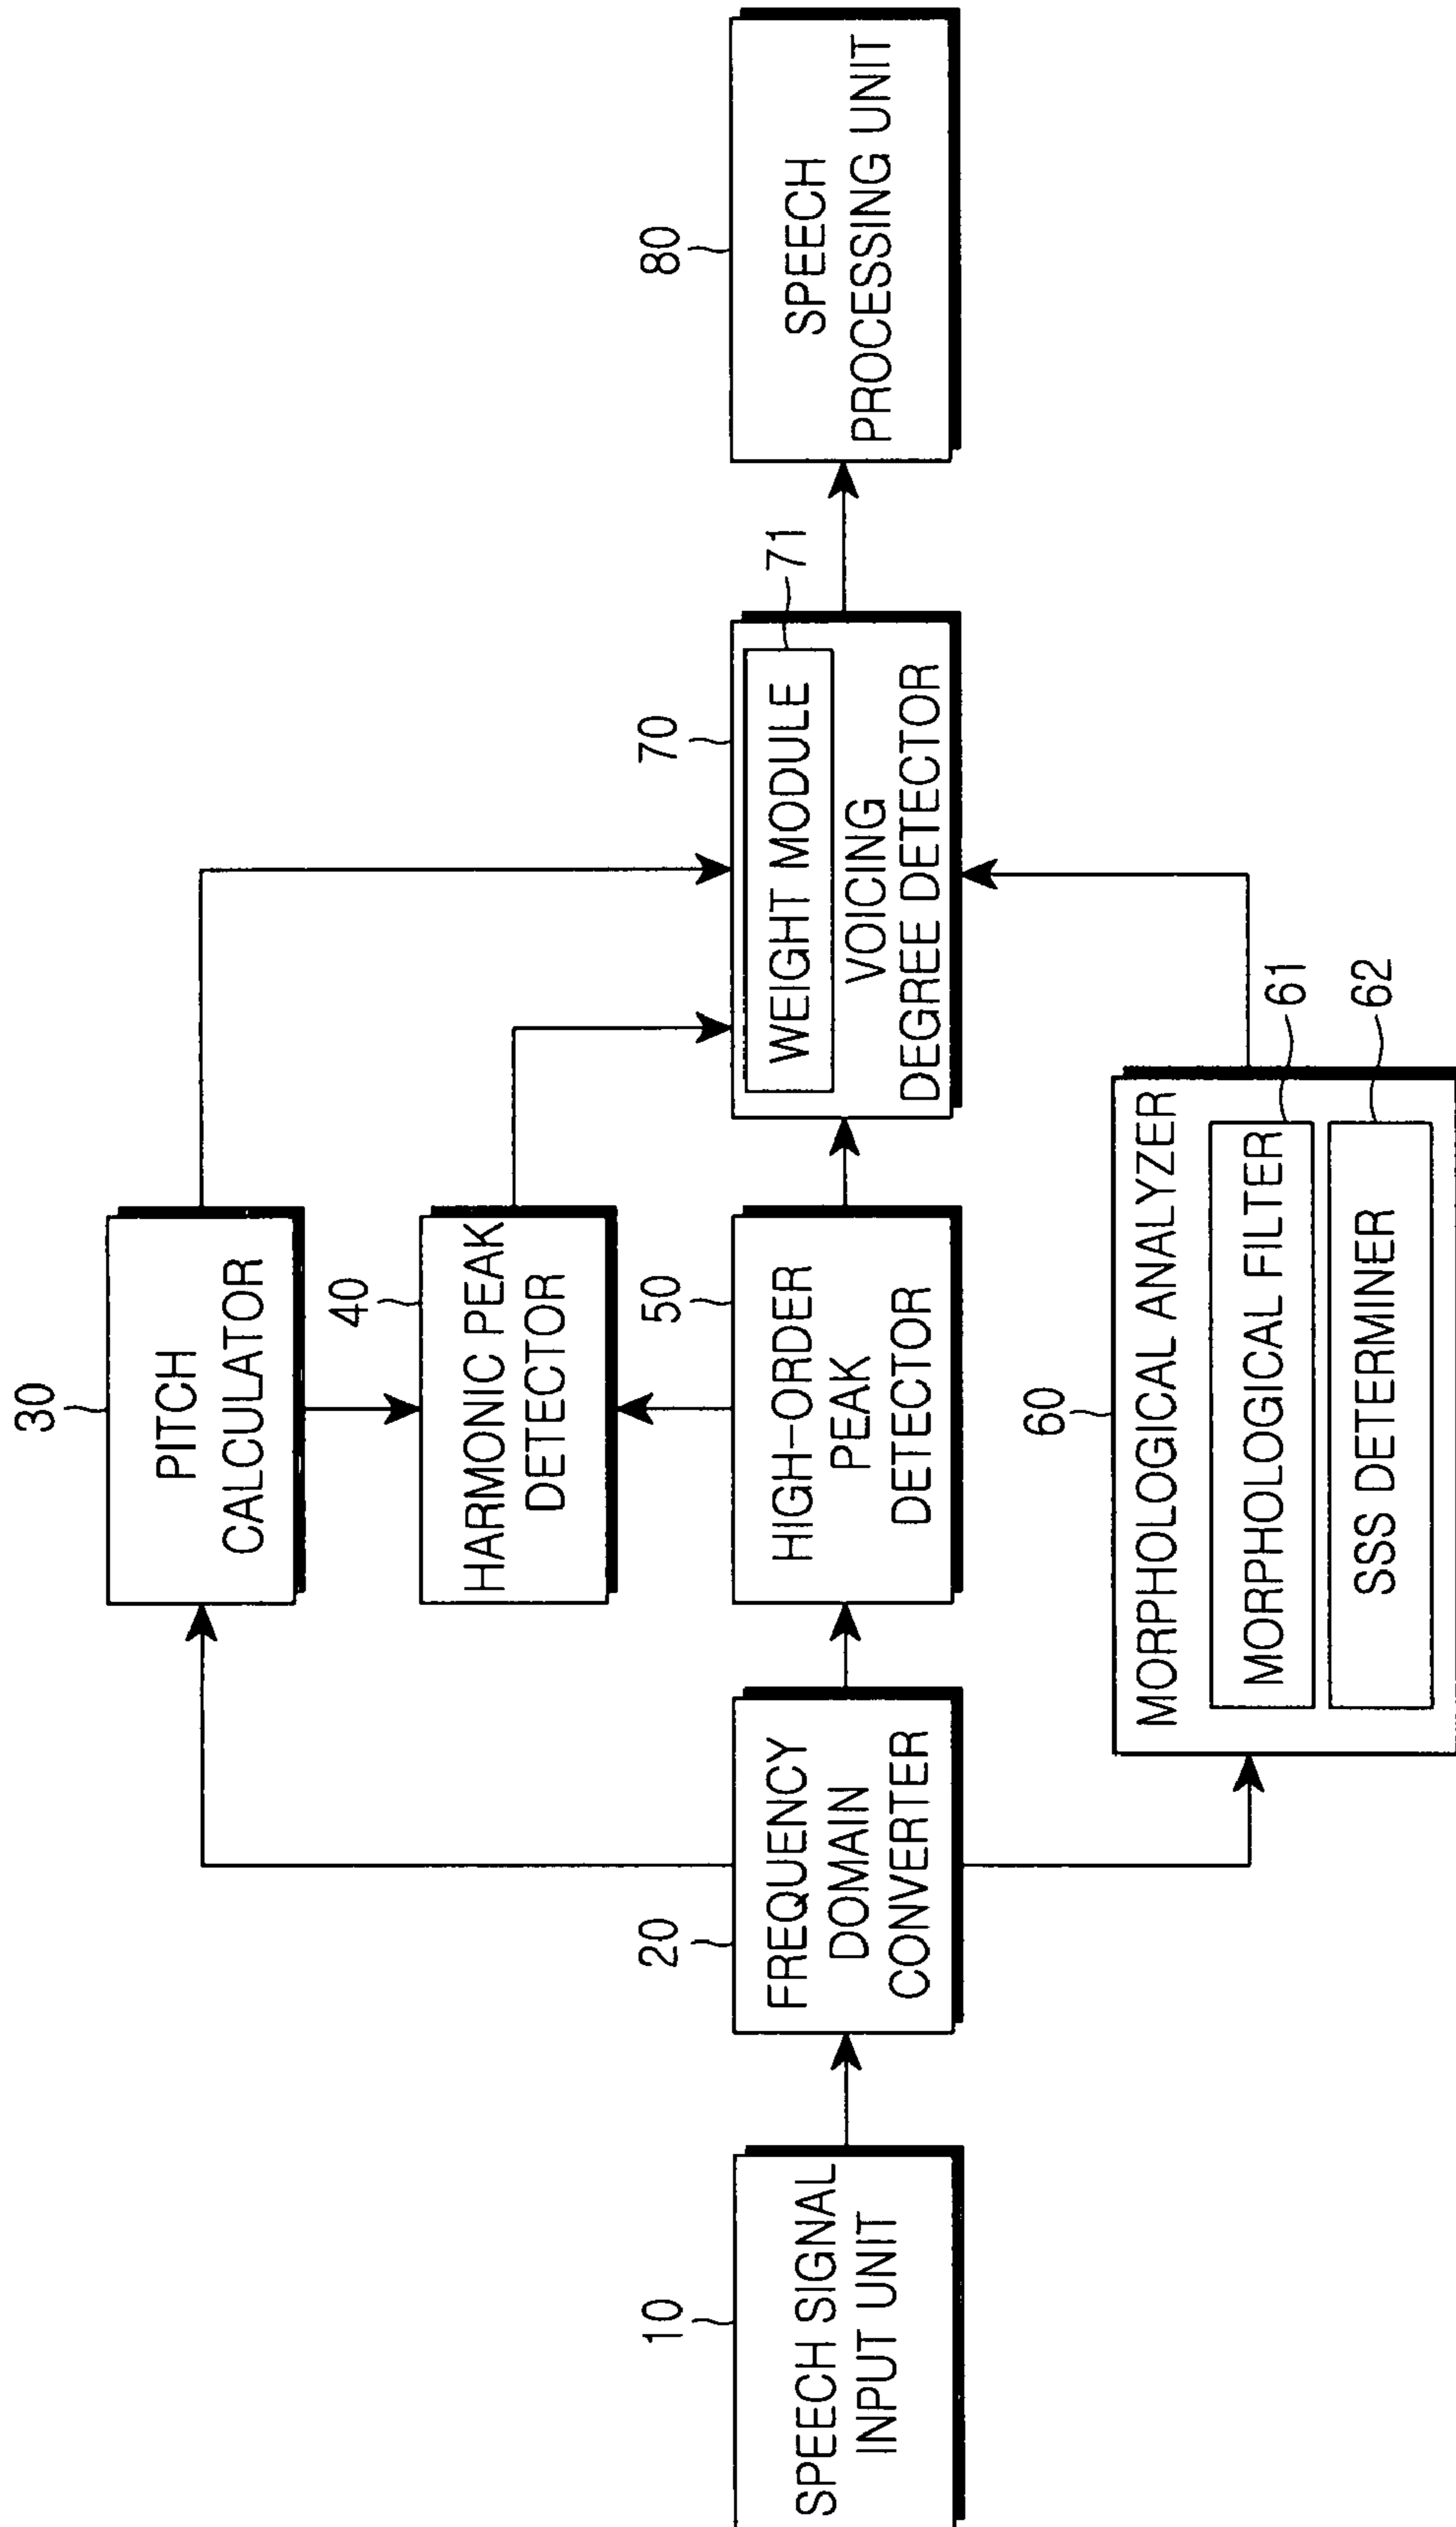 30
PITCH
CALCULATOR
40
HARMONIC PEAK
DETECTOR
10
SPEECH SIGNAL
INPUT UNIT
20
FREQUENCY
DOMAIN
CONVERTER
50
HIGH-ORDER
PEAK
DETECTOR
70
WEIGHT MODULE
71
VOICING
DEGREE DETECTOR
80
SPEECH
PROCESSING UNIT
60
MORPHOLOGICAL ANALYZER
MORPHOLOGICAL FILTER
61
SSS DETERMINER
62